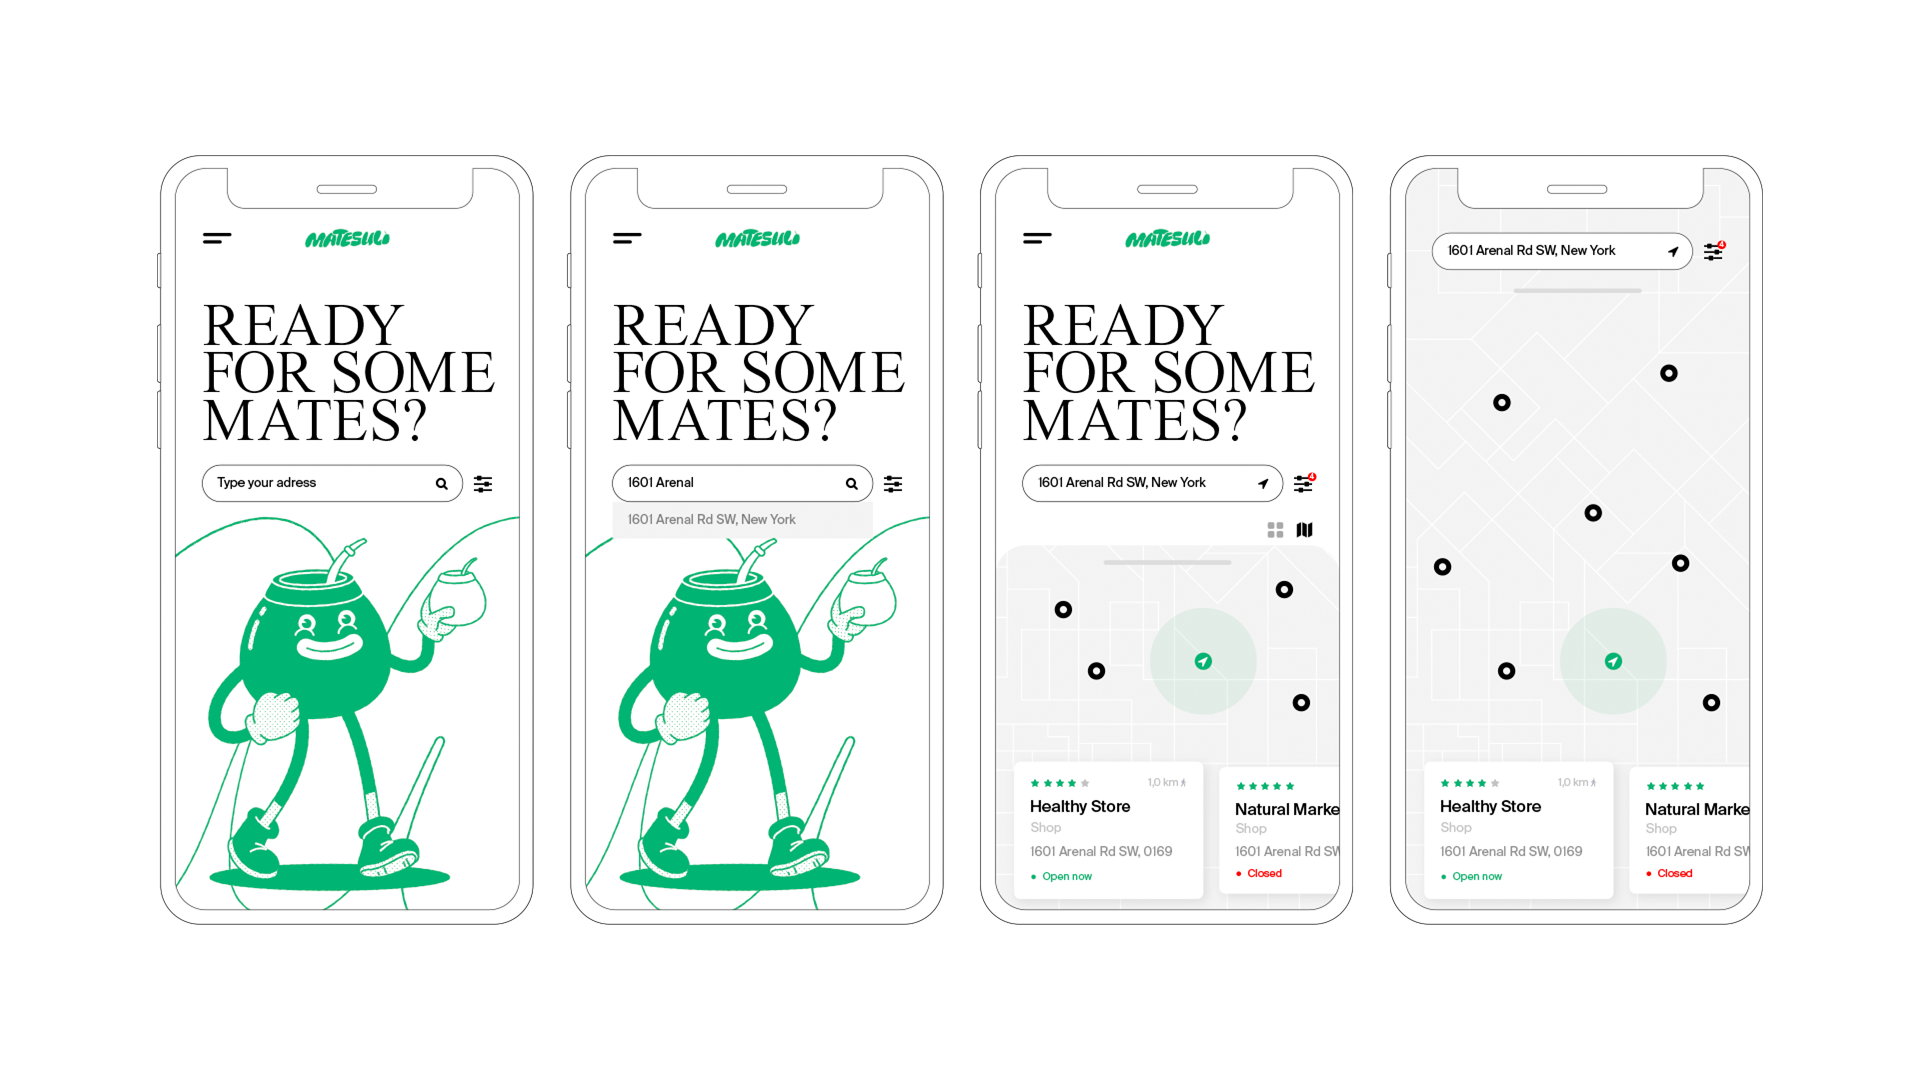 MATESUL
READY
FOR SOME
MATES?
Type your adress
MATESUL
READY
FOR SOME
MATES?
1601 Arenal
1601 Arenal Rd SW, New York
MATESUL
READY
FOR SOME
MATES?
1601 Arenal Rd SW, New York
4
1,0 km
Healthy Store
Shop
1601 Arenal Rd SW, 0169
Open now
Natural Marke
Shop
1601 Arenal Rd SW
Closed
1601 Arenal Rd SW, New York
4
1,0 km
Healthy Store
Shop
1601 Arenal Rd SW, 0169
Open now
Natural Marke
Shop
1601 Arenal Rd SW
Closed